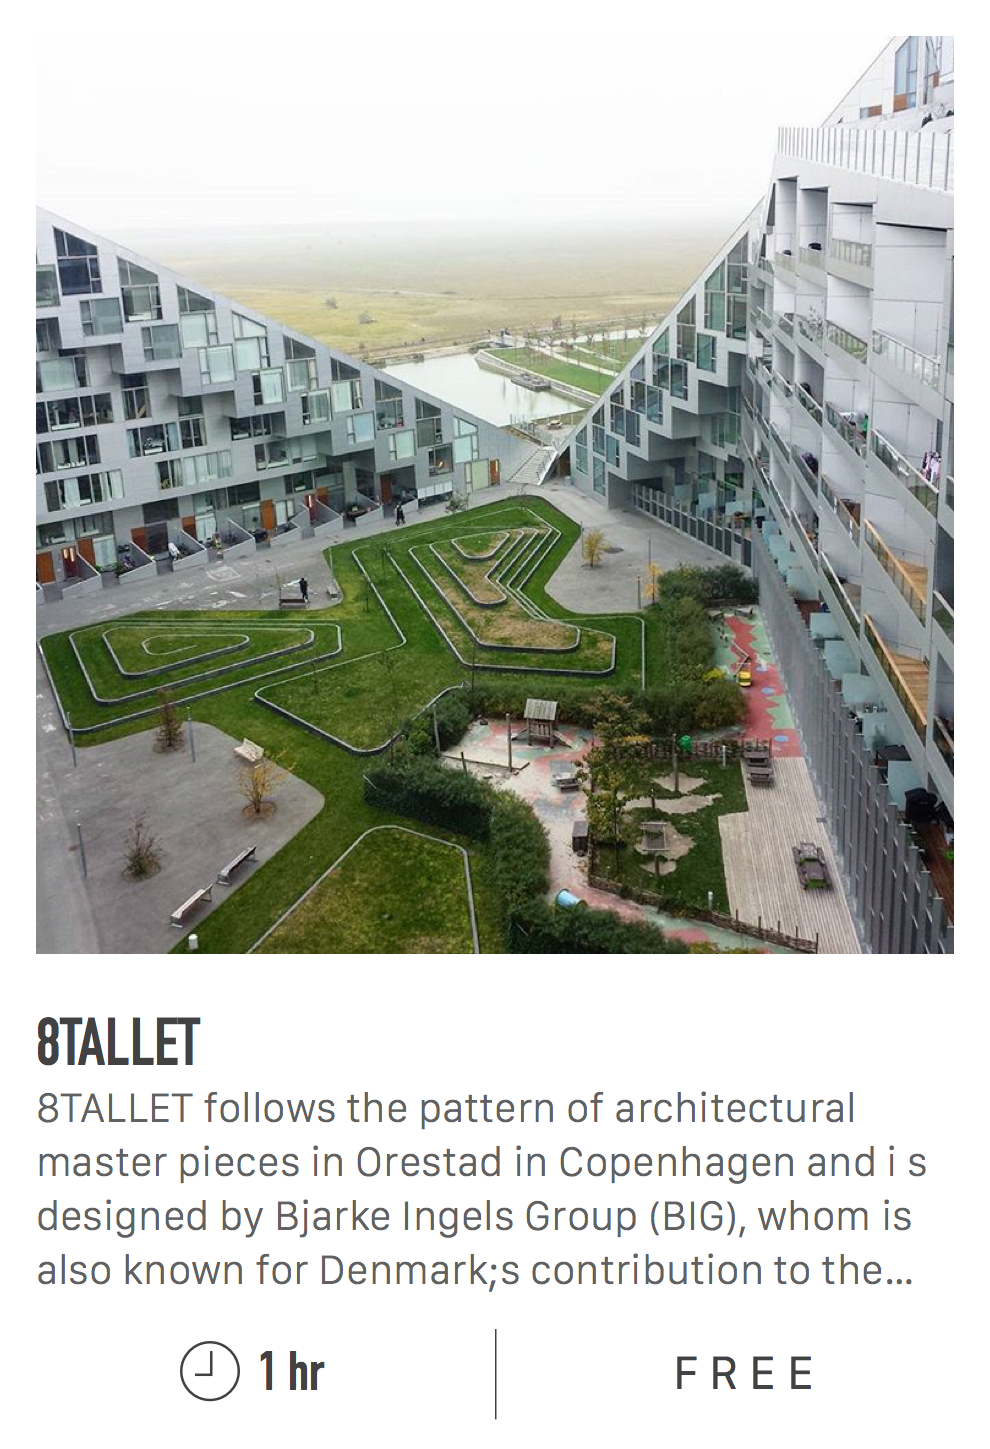 8TALLET
8TALLET follows the pattern of architectural
master pieces in Orestad in Copenhagen and i s
designed by Bjarke Ingels Group (BIG), whom is
also known for Denmark;s contribution to the...
1 hr
FREE